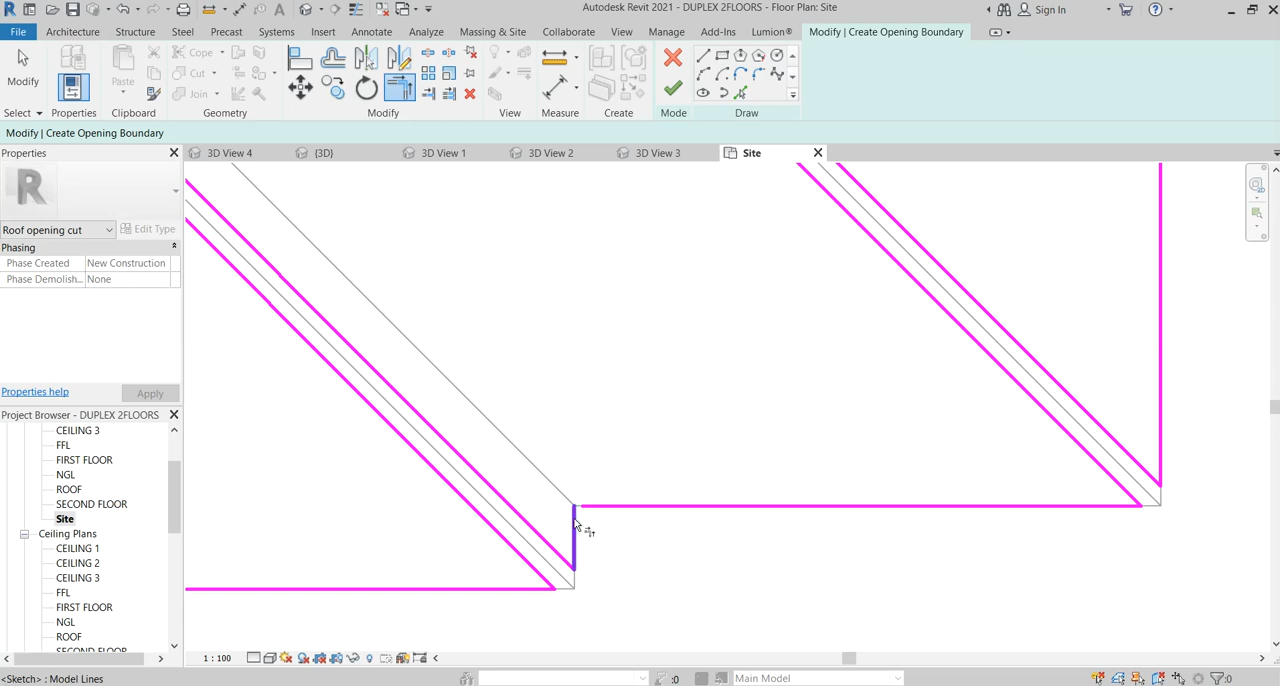 Autodesk Revit 2021 - DUPLEX 2FLOORS - Floor Plan: Site
Sign In
File Architecture Structure Steel Precast Systems Insert Annotate Analyze Massing & Site Collaborate View Manage Add-Ins Lumion® Modify | Create Opening Boundary
Modify
Paste
Cope
Cut
Join
Select Properties Clipboard Geometry Modify View Measure Create Mode Draw
Modify | Create Opening Boundary
Properties
3D View 4
{3D}
3D View 1
3D View 2
3D View 3
Site
R
Roof opening cut
Edit Type
Phasing
Phase Created New Construction
Phase Demolish... None
Properties help
Apply
Project Browser - DUPLEX 2FLOORS
CEILING 3
FFL
FIRST FLOOR
NGL
ROOF
SECOND FLOOR
Site
Ceiling Plans
CEILING 1
CEILING 2
CEILING 3
FFL
FIRST FLOOR
NGL
ROOF
SECOND FLOOR
1 : 100
<Sketch> : Model Lines
:0
Main Model
:0